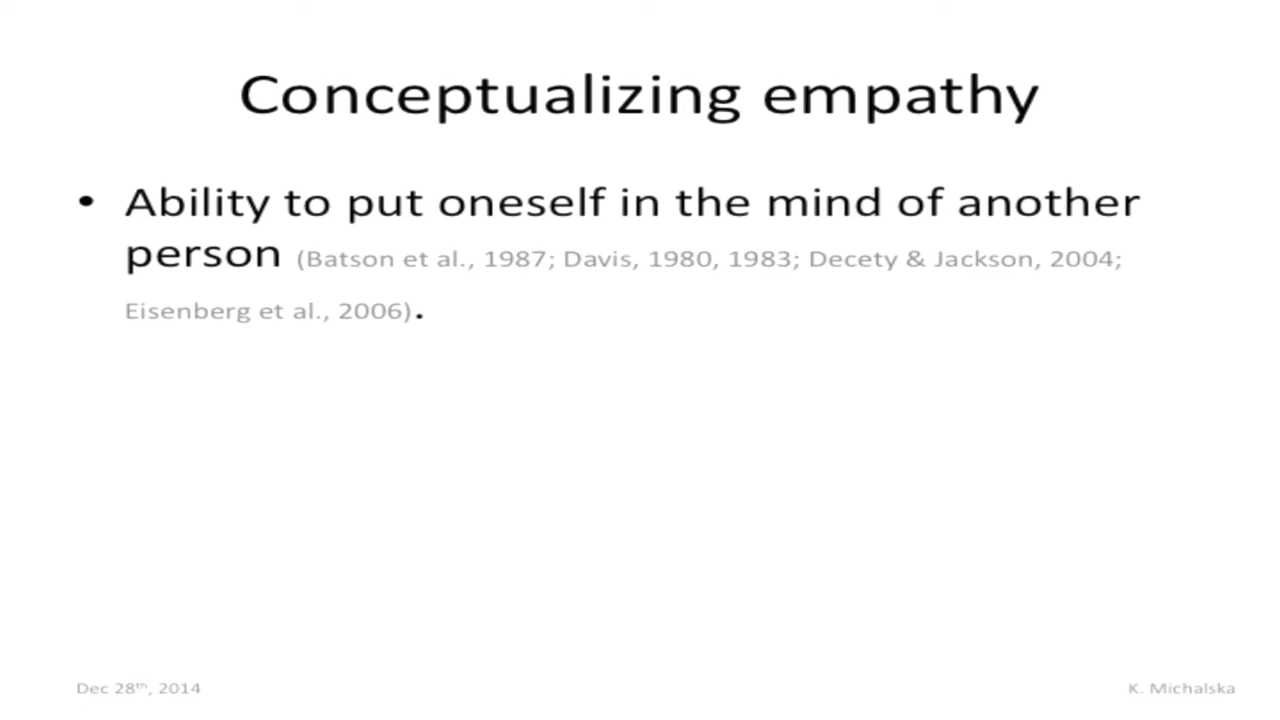 Conceptualizing empathy
• Ability to put oneself in the mind of another
person (Batson et al., 1987; Davis, 1980, 1983; Decety & Jackson, 2004;
Eisenberg et al., 2006).
Dec 28th, 2014
K. Michalska